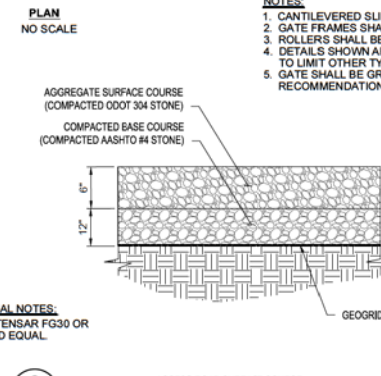 PLAN
NO SCALE
NOTES:
1. CANTILEVERED SLI
2. GATE FRAMES SHA
3. ROLLERS SHALL BE
4. DETAILS SHOWN A
TO LIMIT OTHER TY
5. GATE SHALL BE GR
RECOMMENDATION
AGGREGATE SURFACE COURSE
(COMPACTED ODOT 304 STONE)
COMPACTED BASE COURSE
(COMPACTED AASHTO #4 STONE)
6"
12"
GEOGRID
AL NOTES:
TENSAR FG30 OR
D EQUAL.